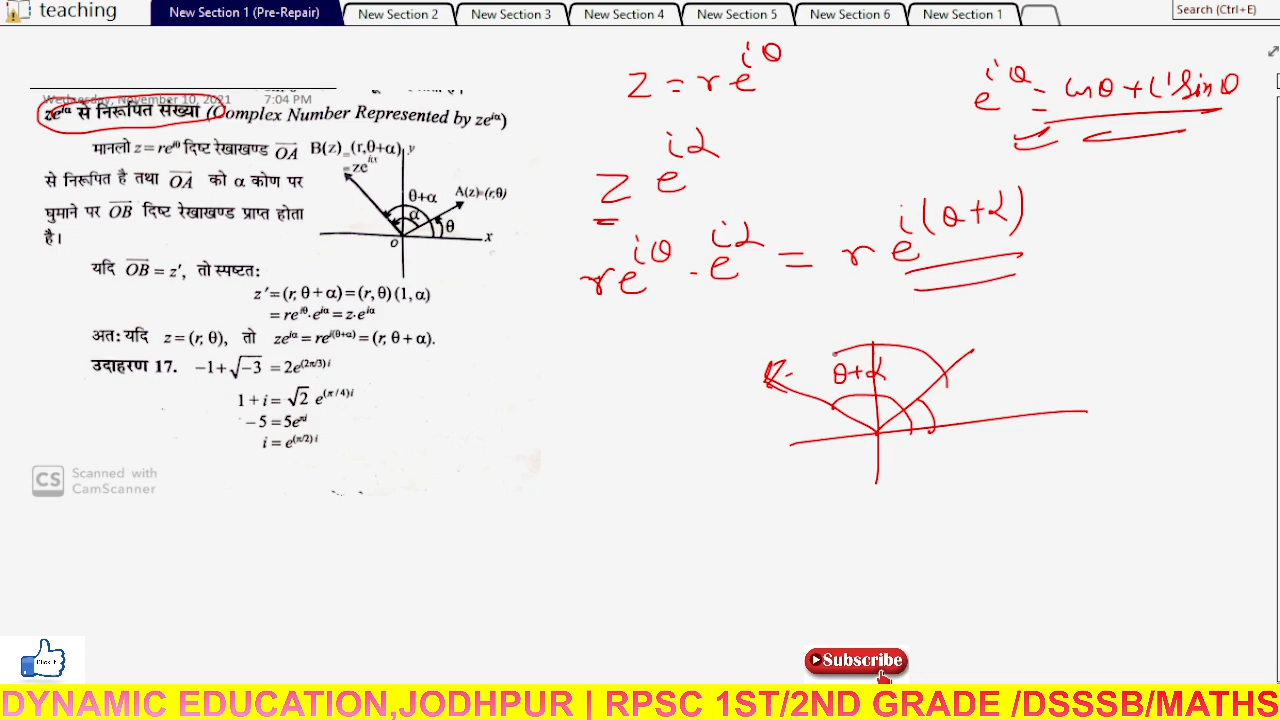 teaching
New Section 1 (Pre-Repair) New Section 2 New Section 3 New Section 4 New Section 5 New Section 6 New Section 1
Search (Ctrl+E)
Wednesday, November 10, 2021 7:04 PM
ze^{iα} से निरूपित संख्या (Complex Number Represented by ze^{iα})
मानलो z = re^{iθ} दिष्ट रेखाखण्ड OA
से निरूपित है तथा OA को α कोण पर
घुमाने पर OB दिष्ट रेखाखण्ड प्राप्त होता
है।
B(z) (r,θ+α) y
=ze^{iα}
θ+α A(z)=(r,θ)
α θ
O x
यदि OB = z′, तो स्पष्टतः
z′ = (r, θ + α) = (r, θ) (1, α)
= re^{iθ}.e^{iα} = z.e^{iα}
अतः यदि z = (r, θ), तो ze^{iα} = re^{i(θ+α)} = (r, θ + α).
उदाहरण 17. −1+√−3 = 2e^{(2π/3)i}
1 + i = √2 e^{(π/4)i}
−5 = 5e^{πi}
i = e^{(π/2)i}
CS Scanned with
CamScanner
z = re^{iθ}
e^{iθ} = cosθ + i sinθ
z e^{iα}
re^{iθ} . e^{iα} = r e^{i(θ+α)}
θ+α
Subscribe
DYNAMIC EDUCATION,JODHPUR | RPSC 1ST/2ND GRADE /DSSSB/MATHS